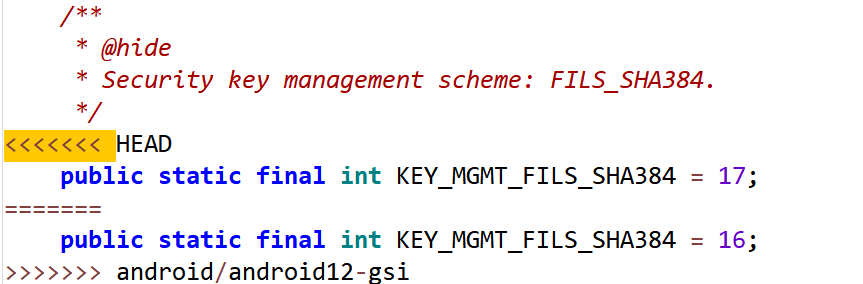 /**
* @hide
* Security key management scheme: FILS_SHA384.
*/
<<<<<<< HEAD
public static final int KEY_MGMT_FILS_SHA384 = 17;
=======
public static final int KEY_MGMT_FILS_SHA384 = 16;
>>>>>>> android/android12-gsi